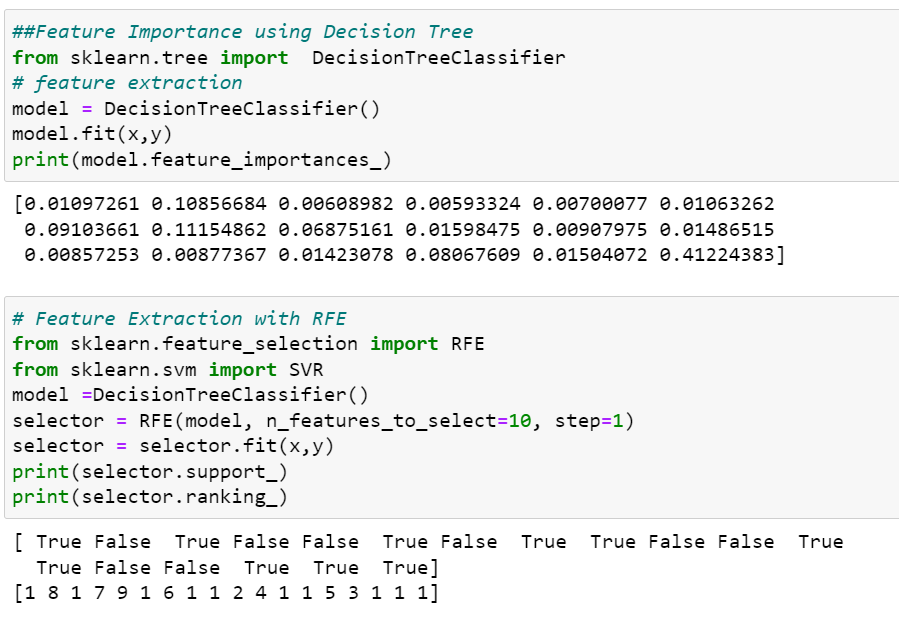 ##Feature Importance using Decision Tree
from sklearn.tree import  DecisionTreeClassifier
# feature extraction
model = DecisionTreeClassifier()
model.fit(x,y)
print(model.feature_importances_)
[0.01097261 0.10856684 0.00608982 0.00593324 0.00700077 0.01063262
 0.09103661 0.11154862 0.06875161 0.01598475 0.00907975 0.01486515
 0.00857253 0.00877367 0.01423078 0.08067609 0.01504072 0.41224383]
# Feature Extraction with RFE
from sklearn.feature_selection import RFE
from sklearn.svm import SVR
model =DecisionTreeClassifier()
selector = RFE(model, n_features_to_select=10, step=1)
selector = selector.fit(x,y)
print(selector.support_)
print(selector.ranking_)
[ True False  True False False  True False  True  True False False  True
  True False False  True  True  True]
[1 8 1 7 9 1 6 1 1 2 4 1 1 5 3 1 1 1]